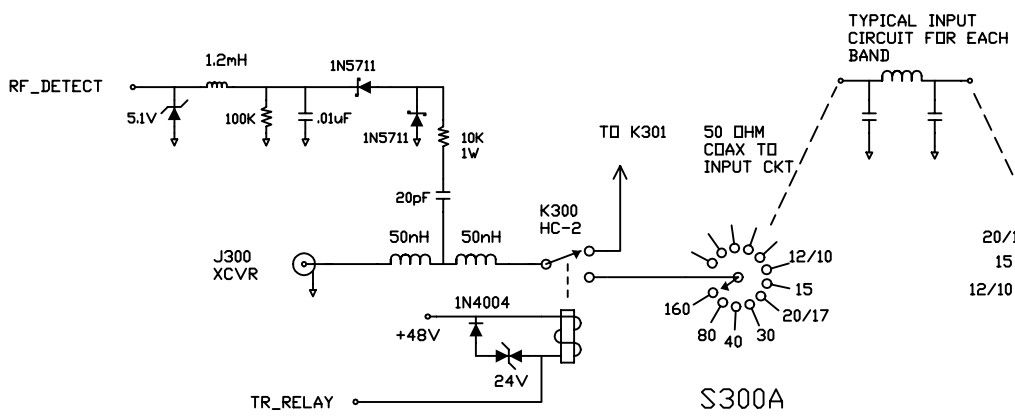 TYPICAL INPUT
CIRCUIT FOR EACH
BAND
1.2mH
1N5711
RF_DETECT
5.1V
100K
.01uF
1N5711
10K
1W
TO K301
50 OHM
COAX TO
INPUT CKT
20pF
K300
HC-2
50nH
50nH
J300
XCVR
12/10
15
20/17
30
40
80
160
20/1
15
12/10
1N4004
+48V
24V
TR_RELAY
S300A